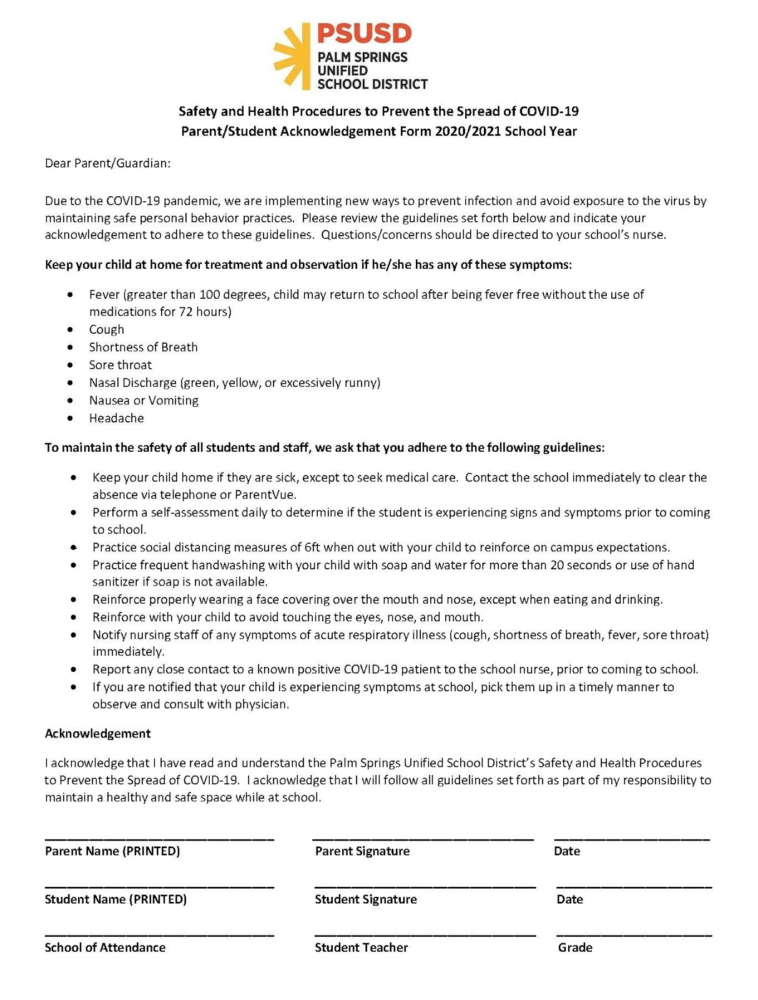 PSUSD
PALM SPRINGS
UNIFIED
SCHOOL DISTRICT
Safety and Health Procedures to Prevent the Spread of COVID-19
Parent/Student Acknowledgement Form 2020/2021 School Year
Dear Parent/Guardian:
Due to the COVID-19 pandemic, we are implementing new ways to prevent infection and avoid exposure to the virus by
maintaining safe personal behavior practices.  Please review the guidelines set forth below and indicate your
acknowledgement to adhere to these guidelines.  Questions/concerns should be directed to your school's nurse.
Keep your child at home for treatment and observation if he/she has any of these symptoms:
• Fever (greater than 100 degrees, child may return to school after being fever free without the use of
medications for 72 hours)
• Cough
• Shortness of Breath
• Sore throat
• Nasal Discharge (green, yellow, or excessively runny)
• Nausea or Vomiting
• Headache
To maintain the safety of all students and staff, we ask that you adhere to the following guidelines:
• Keep your child home if they are sick, except to seek medical care.  Contact the school immediately to clear the
absence via telephone or ParentVue.
• Perform a self-assessment daily to determine if the student is experiencing signs and symptoms prior to coming
to school.
• Practice social distancing measures of 6ft when out with your child to reinforce on campus expectations.
• Practice frequent handwashing with your child with soap and water for more than 20 seconds or use of hand
sanitizer if soap is not available.
• Reinforce properly wearing a face covering over the mouth and nose, except when eating and drinking.
• Reinforce with your child to avoid touching the eyes, nose, and mouth.
• Notify nursing staff of any symptoms of acute respiratory illness (cough, shortness of breath, fever, sore throat)
immediately.
• Report any close contact to a known positive COVID-19 patient to the school nurse, prior to coming to school.
• If you are notified that your child is experiencing symptoms at school, pick them up in a timely manner to
observe and consult with physician.
Acknowledgement
I acknowledge that I have read and understand the Palm Springs Unified School District's Safety and Health Procedures
to Prevent the Spread of COVID-19.  I acknowledge that I will follow all guidelines set forth as part of my responsibility to
maintain a healthy and safe space while at school.
Parent Name (PRINTED) Parent Signature Date
Student Name (PRINTED) Student Signature Date
School of Attendance Student Teacher Grade